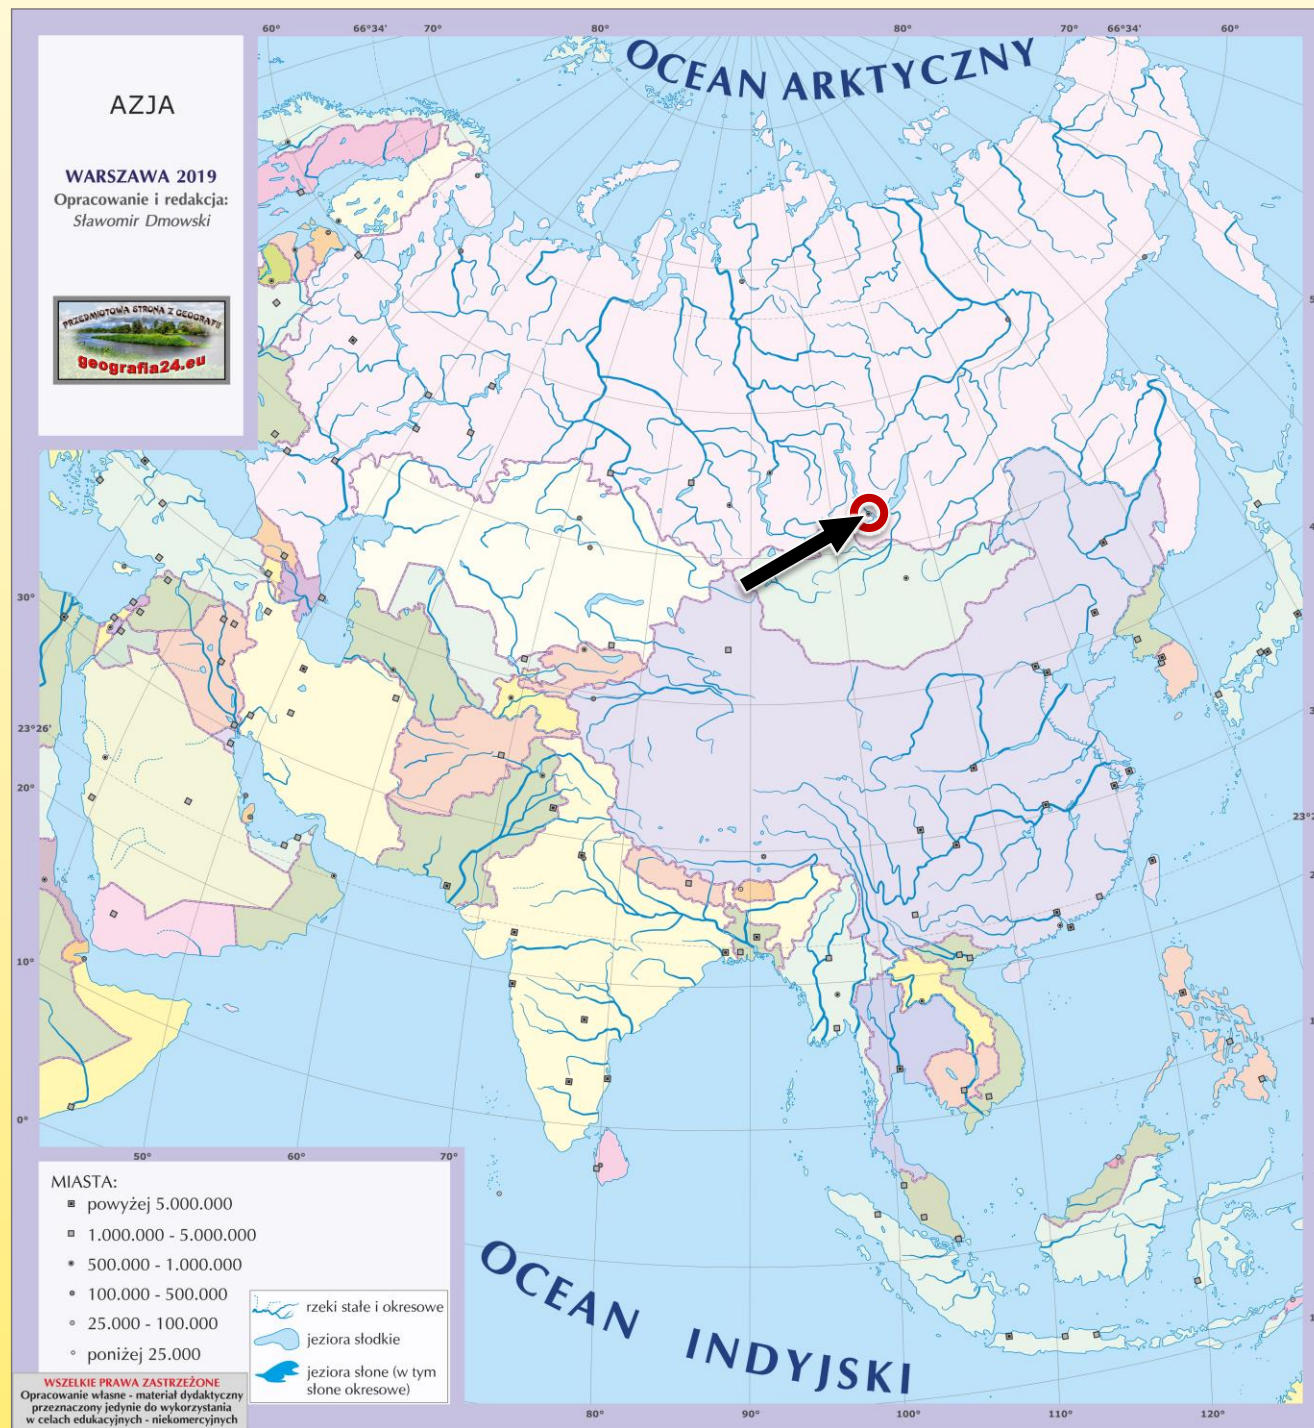 60°
66°34'
70°
80°
80°
70°
66°34'
60°
OCEAN ARKTYCZNY
AZJA
WARSZAWA 2019
Opracowanie i redakcja:
Sławomir Dmowski
PRZEDMIOTOWA STRONA Z GEOGRAFII
geografia24.eu
30°
23°26'
20°
10°
0°
50°
60°
70°
MIASTA:
powyżej 5.000.000
1.000.000 - 5.000.000
500.000 - 1.000.000
100.000 - 500.000
25.000 - 100.000
poniżej 25.000
rzeki stałe i okresowe
jeziora słodkie
jeziora słone (w tym
słone okresowe)
OCEAN INDYJSKI
WSZELKIE PRAWA ZASTRZEŻONE
Opracowanie własne - materiał dydaktyczny
przeznaczony jedynie do wykorzystania
w celach edukacyjnych - niekomercyjnych
80°
90°
100°
110°
120°